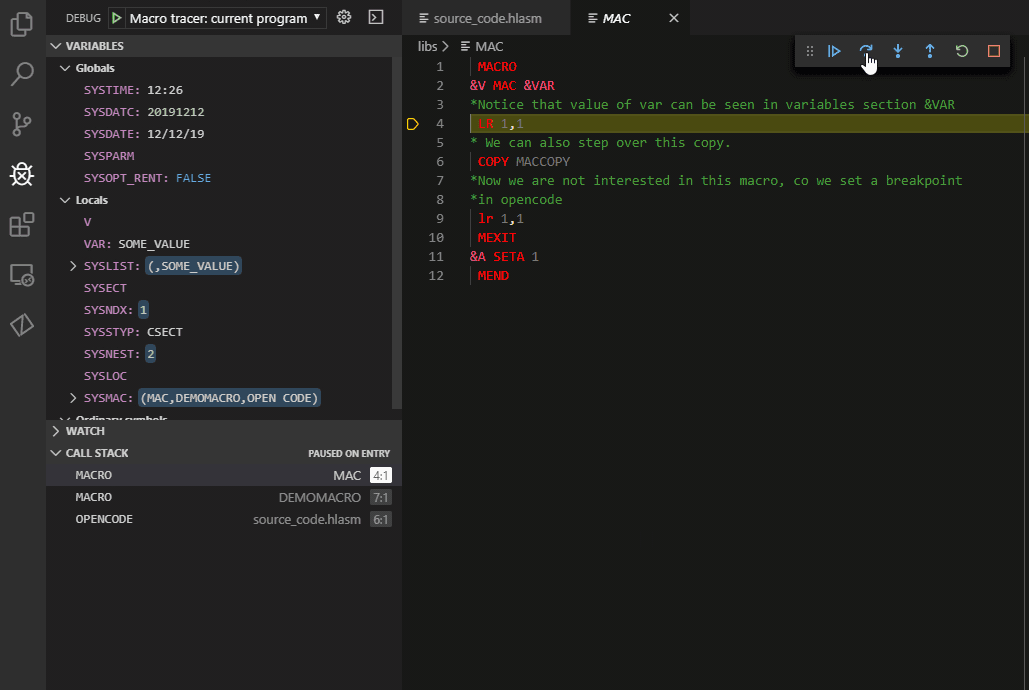 DEBUG Macro tracer: current program
VARIABLES
Globals
SYSTIME: 12:26
SYSDATC: 20191212
SYSDATE: 12/12/19
SYSPARM
SYSOPT_RENT: FALSE
Locals
V
VAR: SOME_VALUE
SYSLIST: (,SOME_VALUE)
SYSECT
SYSNDX: 1
SYSSTYP: CSECT
SYSNEST: 2
SYSLOC
SYSMAC: (MAC,DEMOMACRO,OPEN CODE)
Ordinary symbols
WATCH
CALL STACK PAUSED ON ENTRY
MACRO MAC 4:1
MACRO DEMOMACRO 7:1
OPENCODE source_code.hlasm 6:1
source_code.hlasm MAC
libs > MAC
1 MACRO
2 &V MAC &VAR
3 *Notice that value of var can be seen in variables section &VAR
4 LR 1,1
5 * We can also step over this copy.
6 COPY MACCOPY
7 *Now we are not interested in this macro, co we set a breakpoint
8 *in opencode
9 lr 1,1
10 MEXIT
11 &A SETA 1
12 MEND